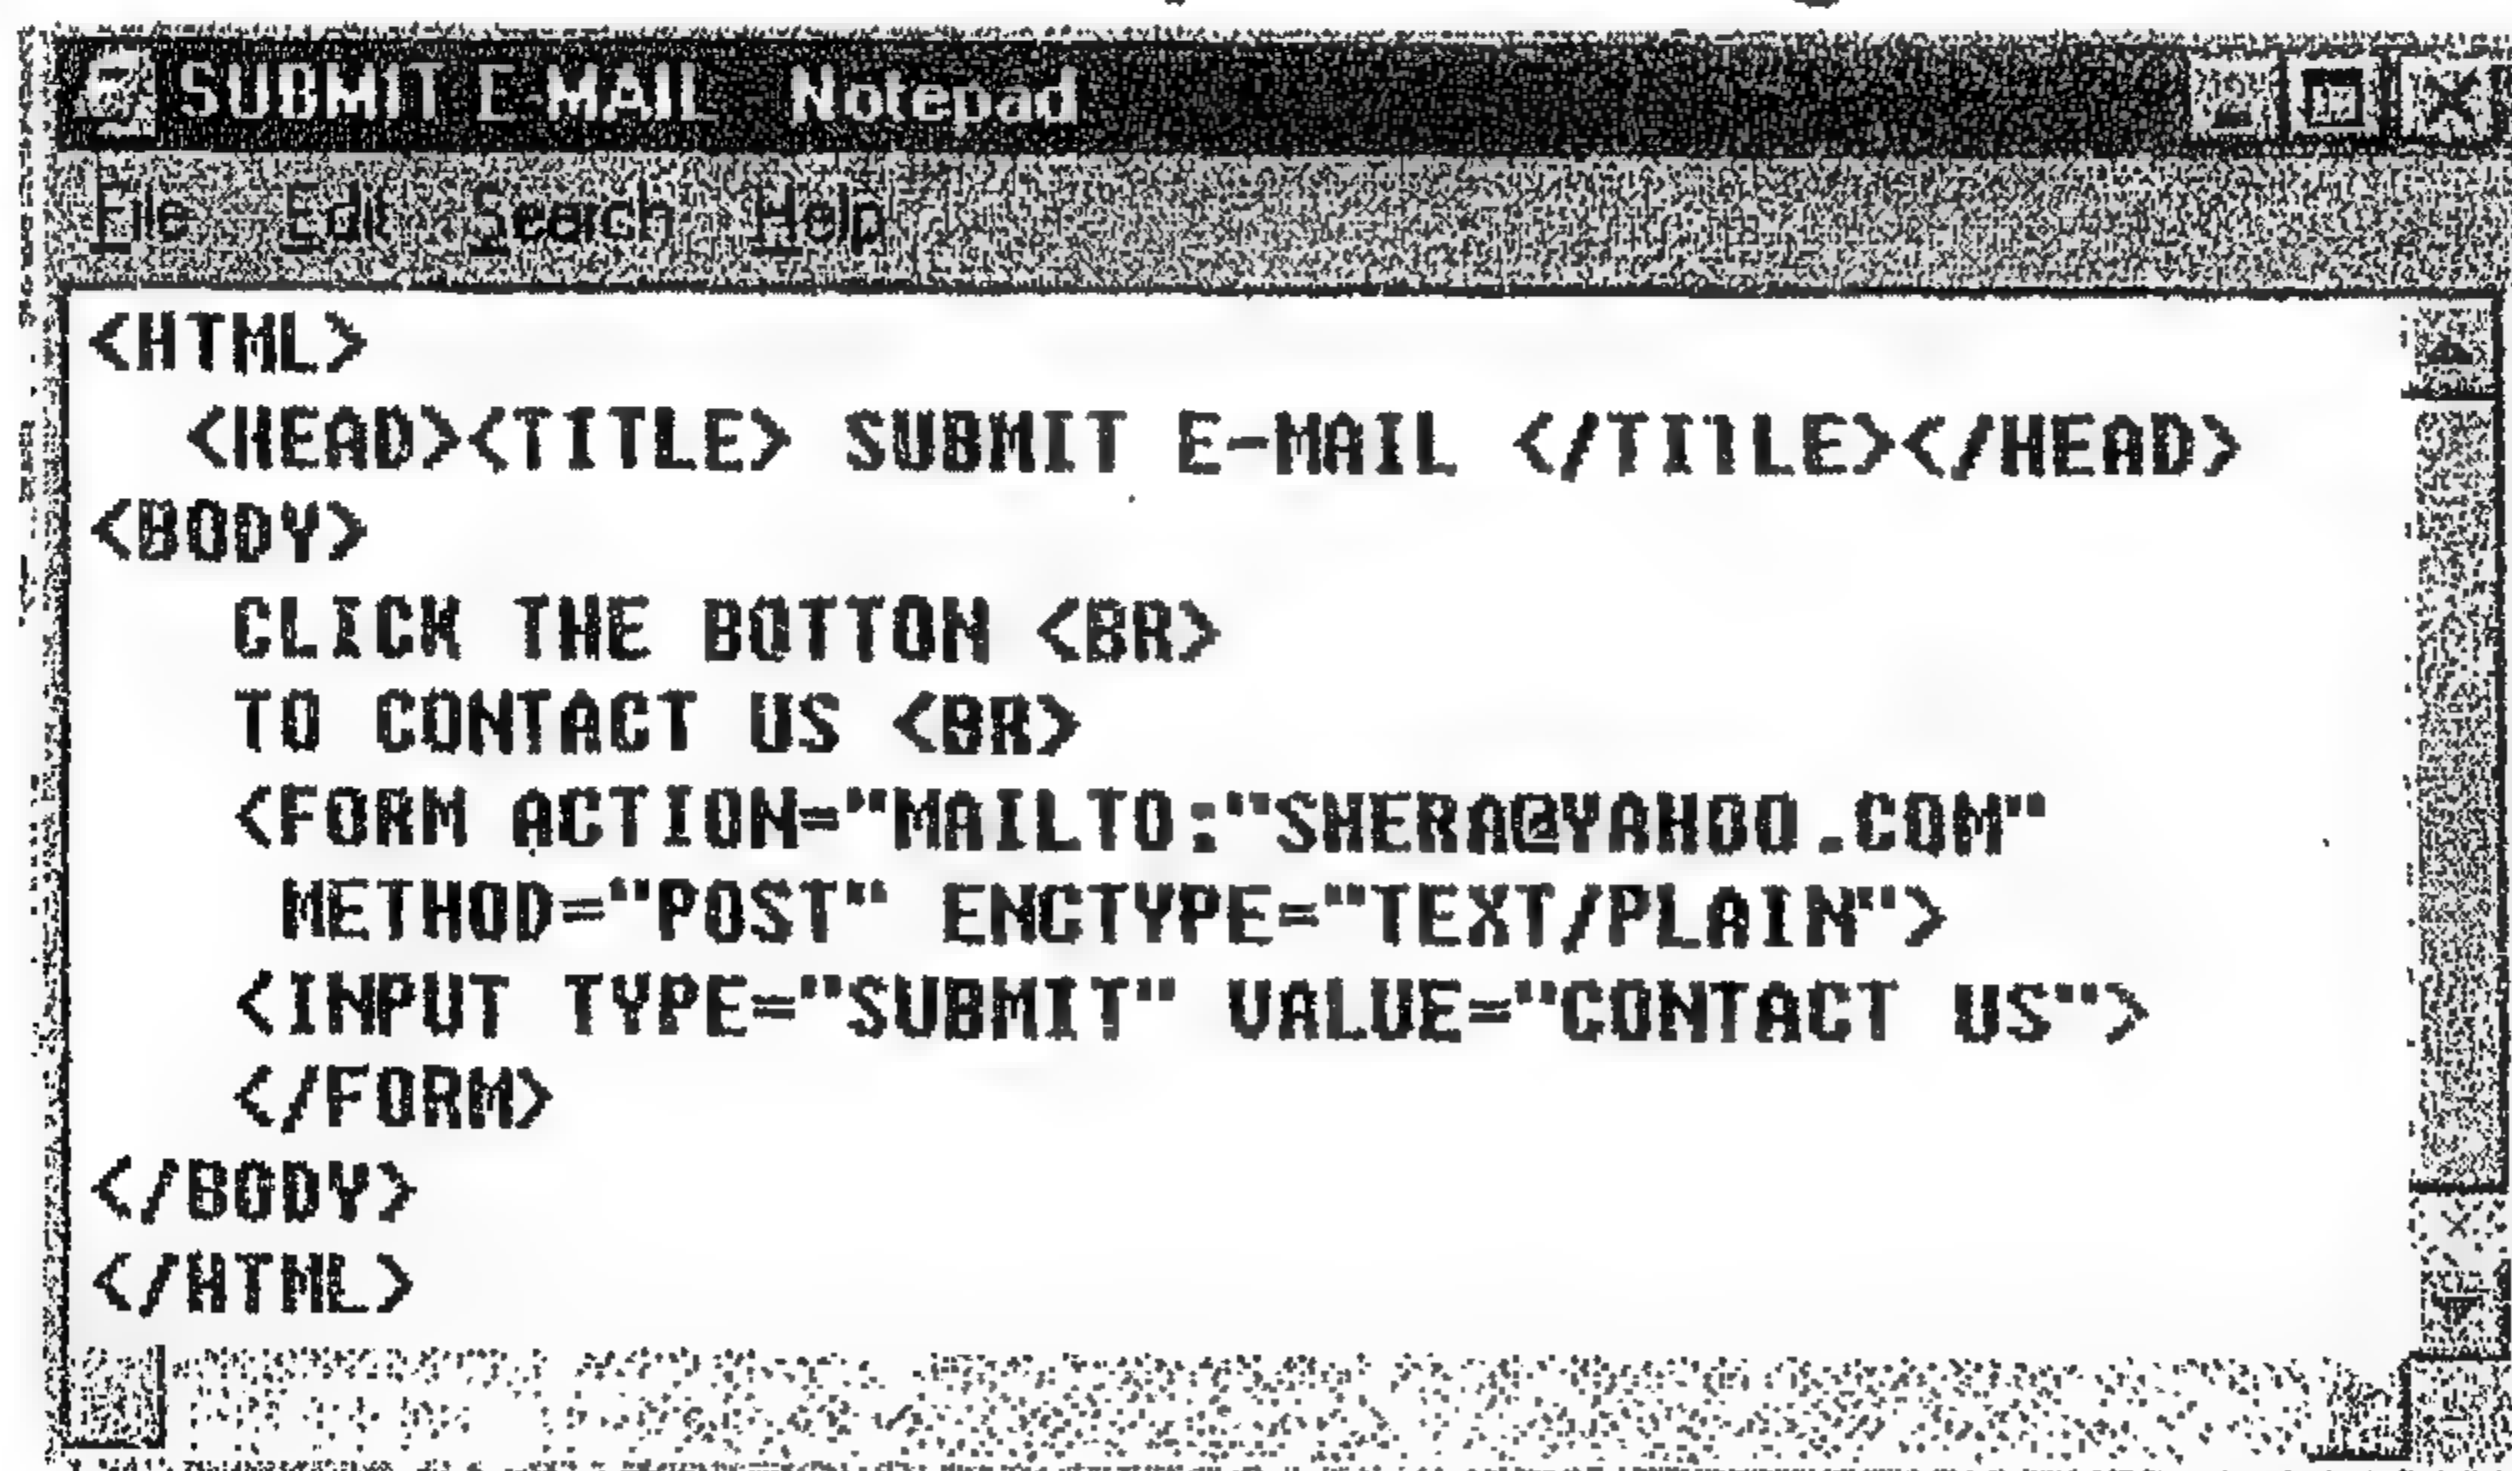 SUBMIT E-MAIL - Notepad
File Edit Search Help
<HTML>
<HEAD><TITLE> SUBMIT E-MAIL </TITLE></HEAD>
<BODY>
CLICK THE BOTTON <BR>
TO CONTACT US <BR>
<FORM ACTION="MAILTO:"SHERA@YAHOO.COM"
METHOD="POST" ENCTYPE="TEXT/PLAIN">
<INPUT TYPE="SUBMIT" VALUE="CONTACT US">
</FORM>
</BODY>
</HTML>